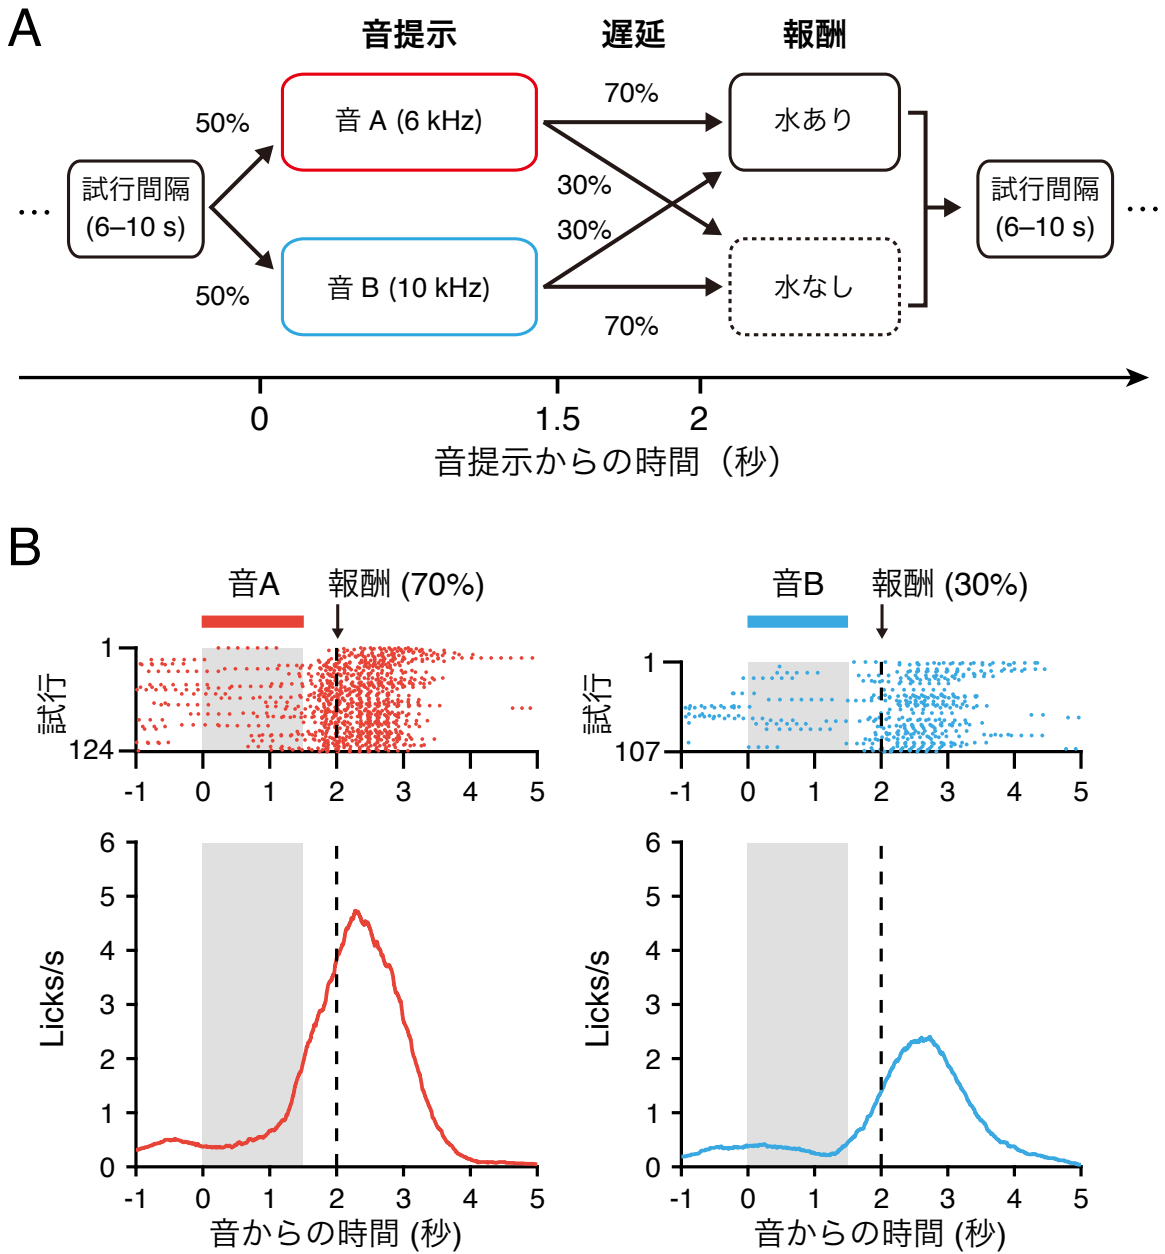 A
音提示 遅延 報酬
70%
50% 音 A (6 kHz) 水あり
試行間隔 30% 試行間隔
… (6–10 s) (6–10 s) …
30%
50% 音 B (10 kHz) 水なし
70%
0 1.5 2
音提示からの時間（秒）
B
音A 報酬 (70%) 音B 報酬 (30%)
1 1
試行 試行
124 107
-1 0 1 2 3 4 5 -1 0 1 2 3 4 5
6 6
5 5
4 4
3 3
Licks/s Licks/s
2 2
1 1
0 0
-1 0 1 2 3 4 5 -1 0 1 2 3 4 5
音からの時間 (秒) 音からの時間 (秒)